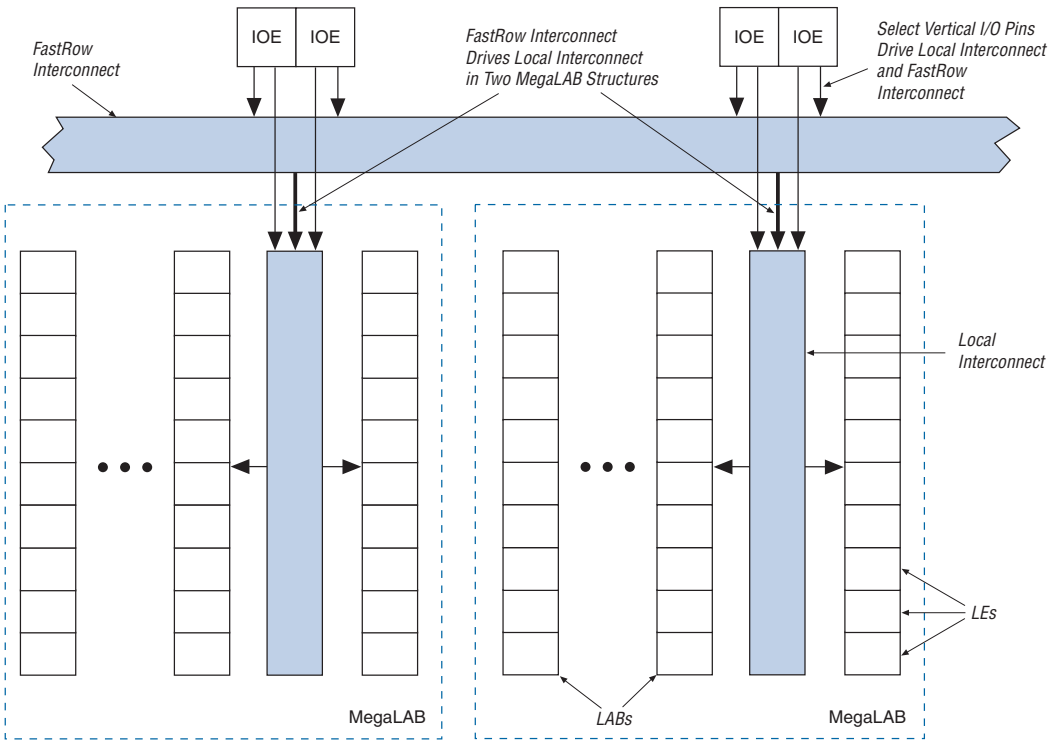 FastRow
Interconnect
IOE IOE
FastRow Interconnect
Drives Local Interconnect
in Two MegaLAB Structures
IOE IOE
Select Vertical I/O Pins
Drive Local Interconnect
and FastRow
Interconnect
Local
Interconnect
LEs
LABs
MegaLAB
MegaLAB